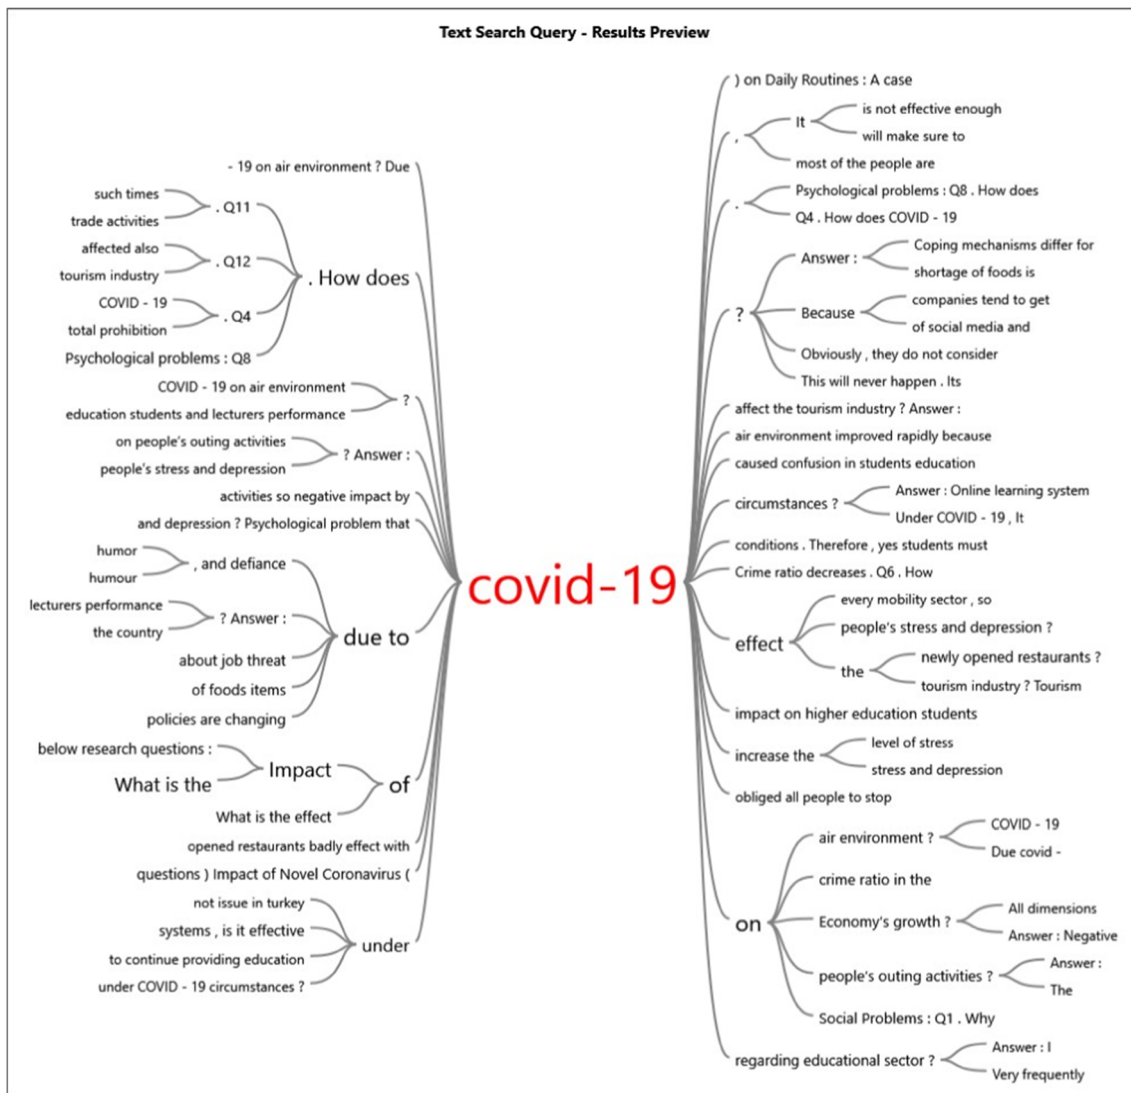 Text Search Query - Results Preview
- 19 on air environment ? Due
such times
trade activities
. Q11
affected also
tourism industry
. Q12
. How does
COVID - 19
total prohibition
. Q4
Psychological problems : Q8
COVID - 19 on air environment
education students and lecturers performance
?
on people's outing activities
people's stress and depression
? Answer :
activities so negative impact by
and depression ? Psychological problem that
humor
humour
, and defiance
lecturers performance
the country
? Answer :
due to
about job threat
of foods items
policies are changing
below research questions :
What is the
Impact
of
What is the effect
opened restaurants badly effect with
questions ) Impact of Novel Coronavirus (
not issue in turkey
systems , is it effective
under
to continue providing education
under COVID - 19 circumstances ?
covid-19
) on Daily Routines : A case
,
It
is not effective enough
will make sure to
most of the people are
.
Psychological problems : Q8 . How does
Q4 . How does COVID - 19
?
Answer :
Coping mechanisms differ for
shortage of foods is
Because
companies tend to get
of social media and
Obviously , they do not consider
This will never happen . Its
affect the tourism industry ? Answer :
air environment improved rapidly because
caused confusion in students education
circumstances ?
Answer : Online learning system
Under COVID - 19 , It
conditions . Therefore , yes students must
Crime ratio decreases . Q6 . How
effect
every mobility sector , so
people's stress and depression ?
the
newly opened restaurants ?
tourism industry ? Tourism
impact on higher education students
increase the
level of stress
stress and depression
obliged all people to stop
on
air environment ?
COVID - 19
Due covid -
crime ratio in the
Economy's growth ?
All dimensions
Answer : Negative
people's outing activities ?
Answer :
The
Social Problems : Q1 . Why
regarding educational sector ?
Answer : I
Very frequently